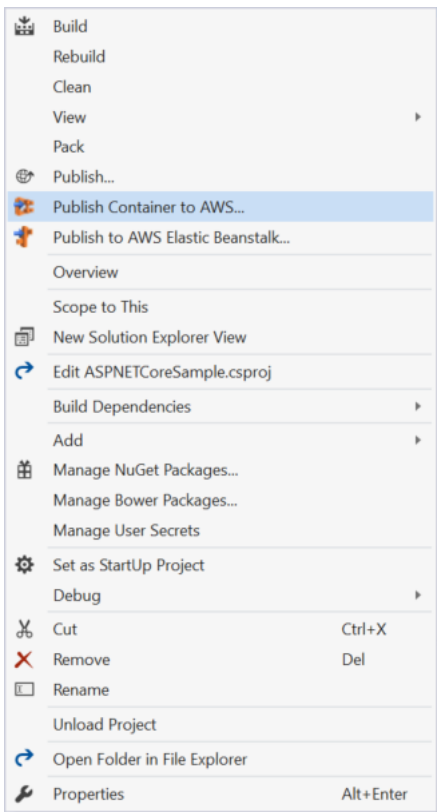 Build
Rebuild
Clean
View
Pack
Publish...
Publish Container to AWS...
Publish to AWS Elastic Beanstalk...
Overview
Scope to This
New Solution Explorer View
Edit ASPNETCoreSample.csproj
Build Dependencies
Add
Manage NuGet Packages...
Manage Bower Packages...
Manage User Secrets
Set as StartUp Project
Debug
Cut Ctrl+X
Remove Del
Rename
Unload Project
Open Folder in File Explorer
Properties Alt+Enter